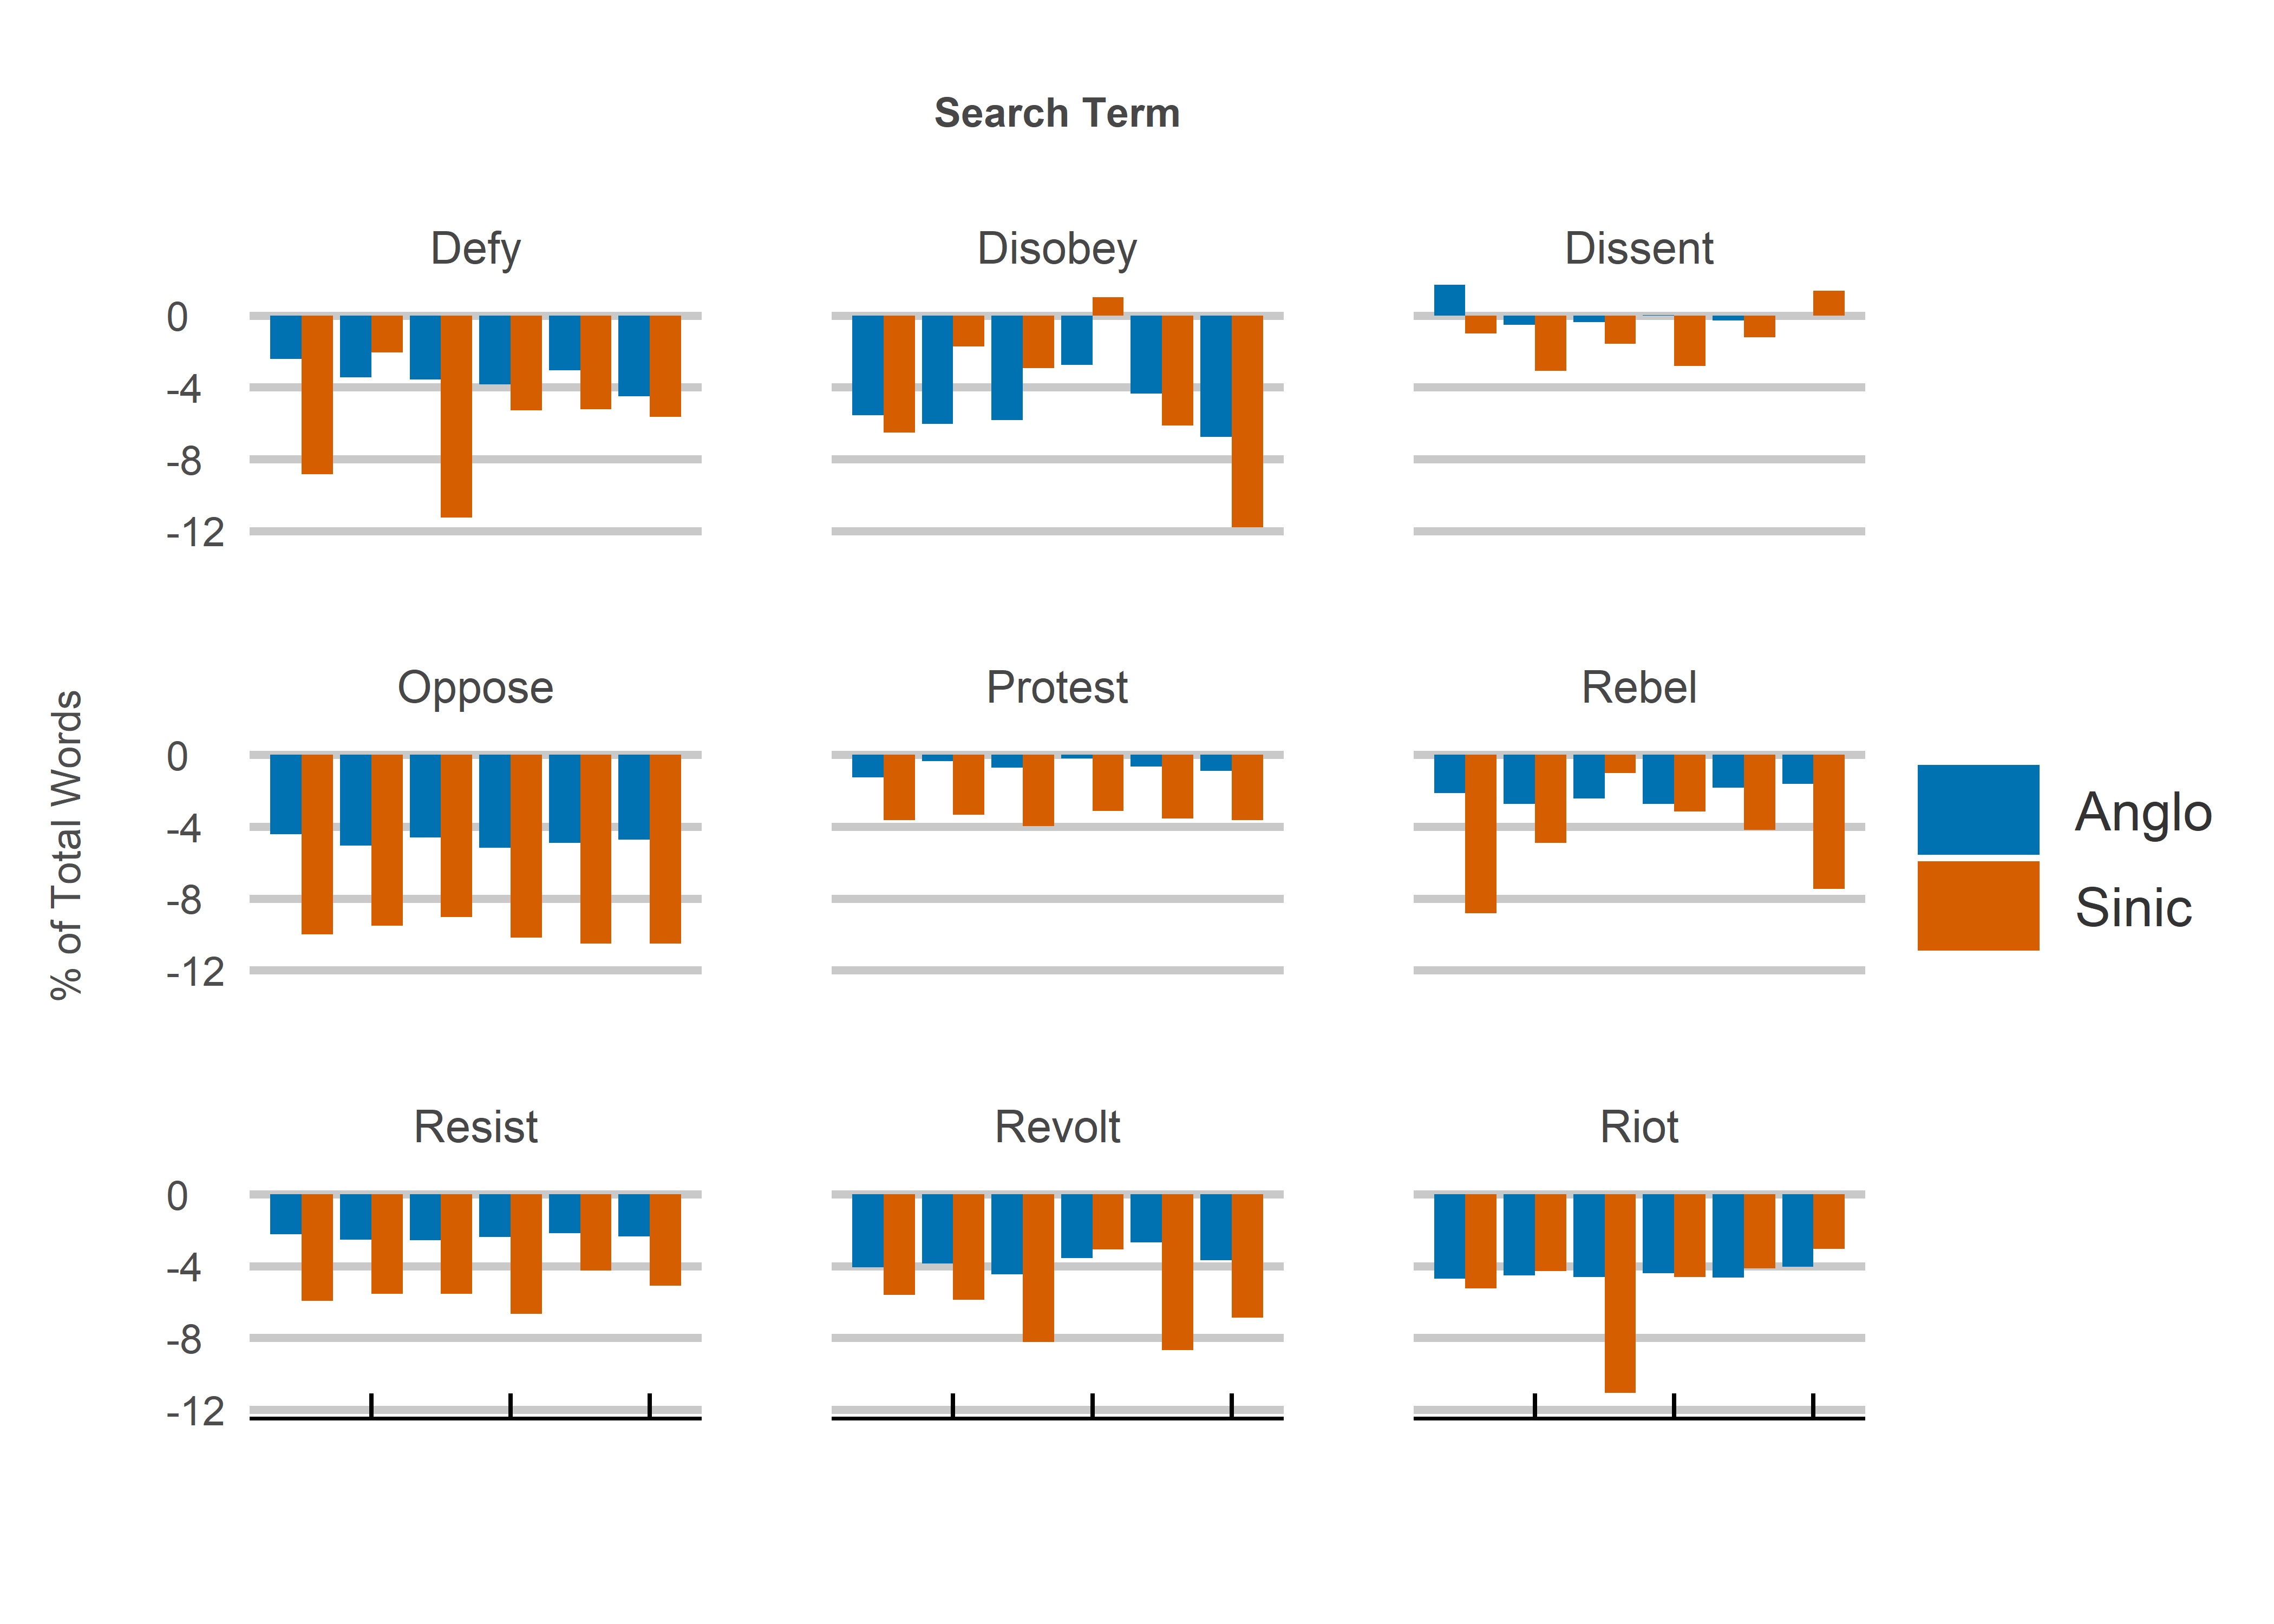 Search Term
Defy
Disobey
Dissent
0
-4
-8
-12
Oppose
Protest
Rebel
% of Total Words
0
-4
-8
-12
Anglo
Sinic
Resist
Revolt
Riot
0
-4
-8
-12